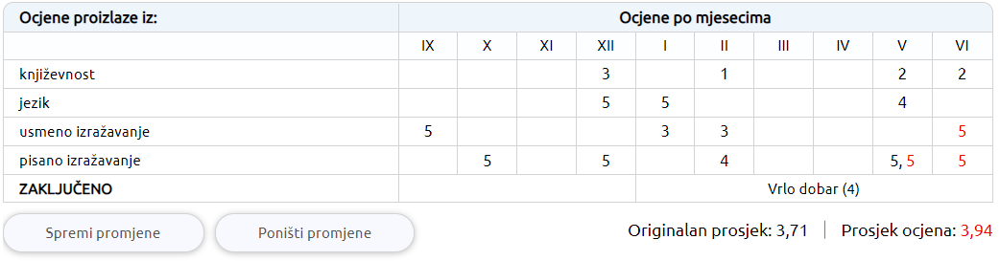 Ocjene proizlaze iz: Ocjene po mjesecima
IX X XI XII I II III IV V VI
književnost 3 1 2 2
jezik 5 5 4
usmeno izražavanje 5 3 3 5
pisano izražavanje 5 5 4 5, 5 5
ZAKLJUČENO Vrlo dobar (4)
Spremi promjene Poništi promjene Originalan prosjek: 3,71 Prosjek ocjena: 3,94